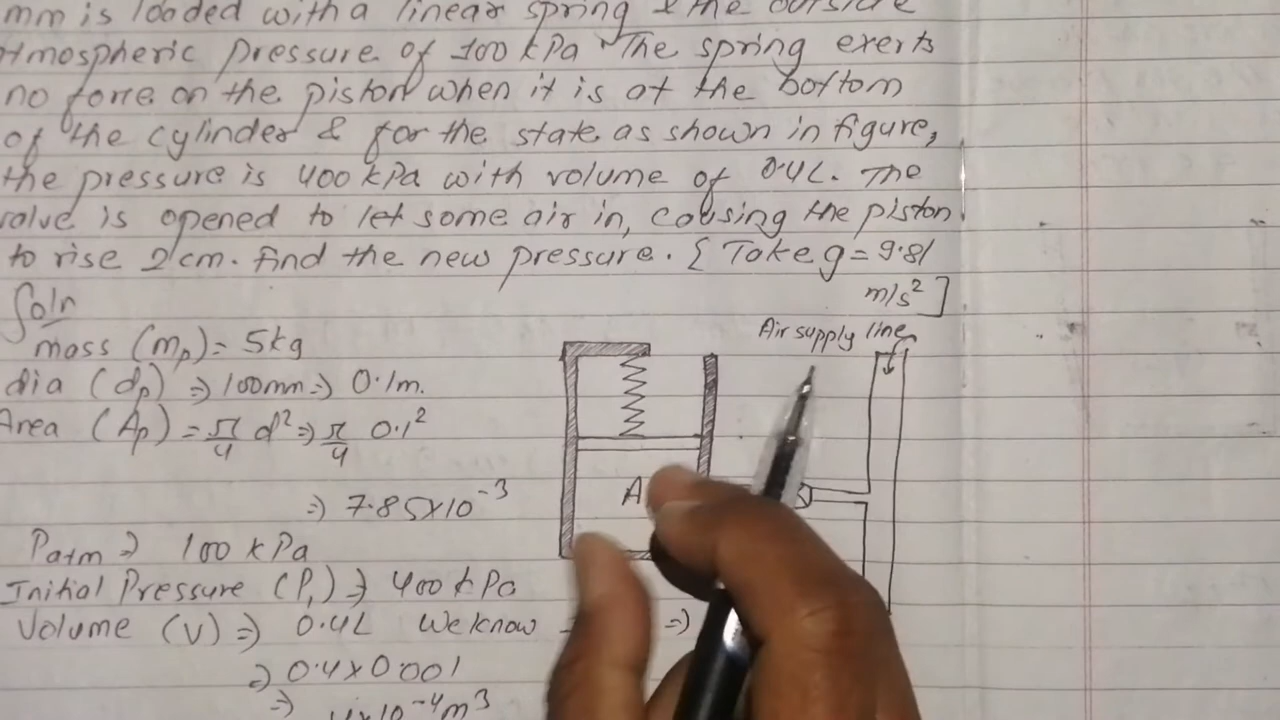 mm is loaded with a linear spring & the outside
atmospheric pressure of 100 kPa. The spring exerts
no force on the piston when it is at the bottom
of the cylinder & for the state as shown in figure,
the pressure is 400 kPa with volume of 0.4L. The
valve is opened to let some air in, causing the piston
to rise 2 cm. Find the new pressure. [ Take g = 9.81
m/s² ]
Soln
mass (mp) = 5kg
dia (dp) ⇒ 100mm ⇒ 0.1m.
Area (Ap) = π/4 d² ⇒ π/4 0.1²
⇒ 7.85×10⁻³
Patm ⇒ 100 kPa
Initial Pressure (P₁) ⇒ 400 kPa
Volume (V) ⇒ 0.4L We know ⇒
⇒ 0.4×0.001
⇒ 4×10⁻⁴m³
Air supply line